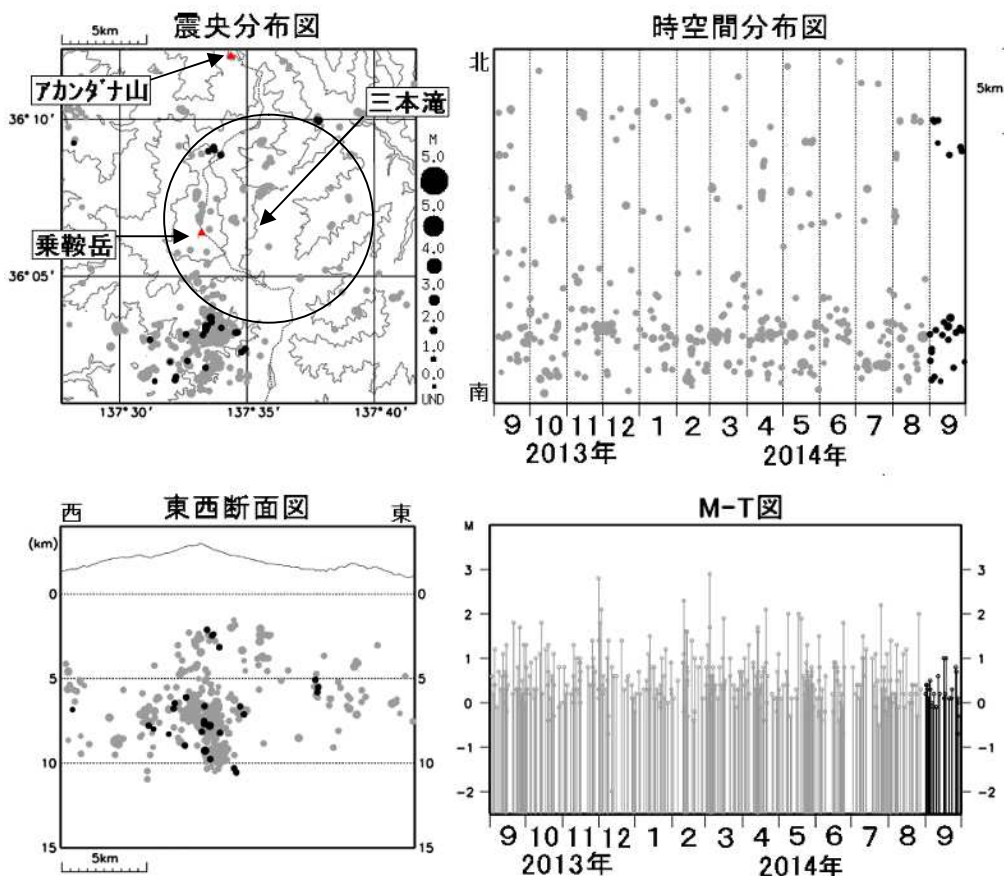 震央分布図
5km
アカンダナ山
三本滝
乗鞍岳
36° 10'
36° 05'
137° 30' 137° 35' 137° 40'
M
5.0
5.0
4.0
3.0
2.0
1.0
0.0
UND
時空間分布図
北
南
5km
9 10 11 12 1 2 3 4 5 6 7 8 9
2013年 2014年
東西断面図
西 東
(km)
0 0
5 5
10 10
15 15
5km
M-T図
M
3 3
2 2
1 1
0 0
-1 -1
-2 -2
9 10 11 12 1 2 3 4 5 6 7 8 9
2013年 2014年